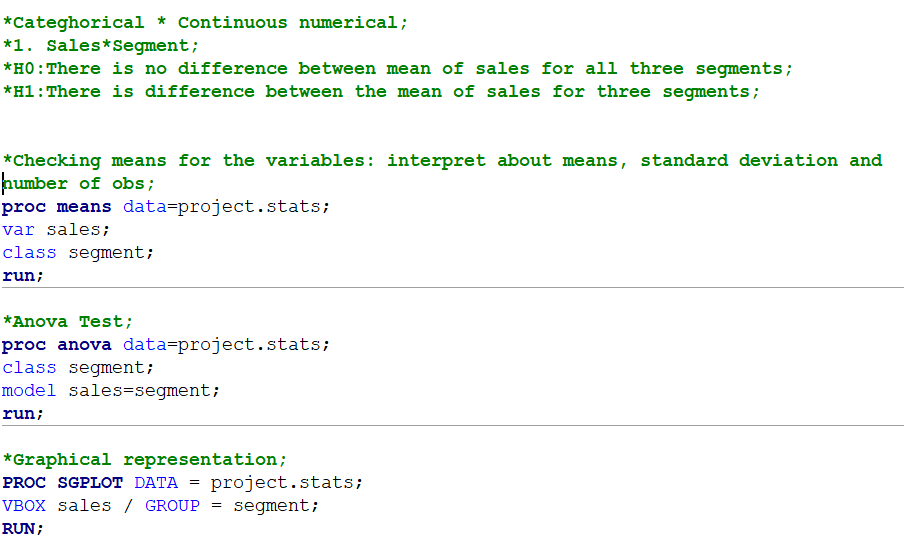 *Categhorical * Continuous numerical;
*1. Sales*Segment;
*H0:There is no difference between mean of sales for all three segments;
*H1:There is difference between the mean of sales for three segments;
*Checking means for the variables: interpret about means, standard deviation and
number of obs;
proc means data=project.stats;
var sales;
class segment;
run;
*Anova Test;
proc anova data=project.stats;
class segment;
model sales=segment;
run;
*Graphical representation;
PROC SGPLOT DATA = project.stats;
VBOX sales / GROUP = segment;
RUN;